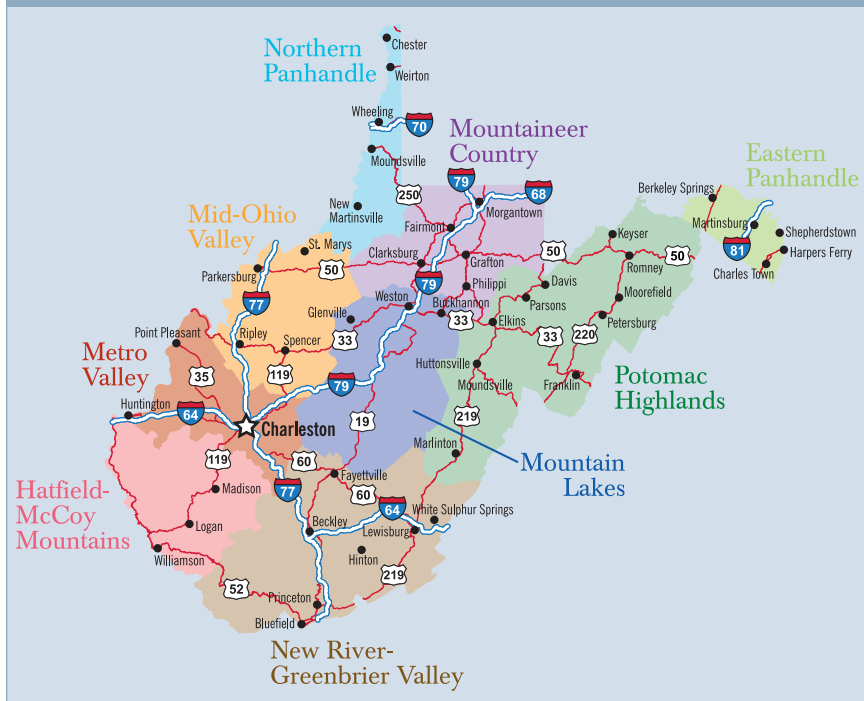 Chester
Northern
Panhandle
Weirton
Wheeling
70
Mountaineer
Country
Moundsville
Eastern
Panhandle
79
68
250
Berkeley Springs
New
Martinsville
Morgantown
Mid-Ohio
Valley
Fairmont
Martinsburg
Shepherdstown
Keyser
St. Marys
81
Harpers Ferry
Clarksburg
Grafton
50
50
Romney
Charles Town
Parkersburg
50
79
Philippi
Davis
Moorefield
77
Weston
Buckhannon
Parsons
Glenville
33
Elkins
Petersburg
Point Pleasant
Ripley
Spencer
33
33
220
Metro
Valley
Huttonsville
35
119
79
Moundsville
Franklin
Potomac
Highlands
Huntington
64
19
219
Charleston
Marlinton
119
60
Mountain
Lakes
Fayettville
Hatfield-
McCoy
Mountains
Madison
77
60
64
White Sulphur Springs
Logan
Beckley
Lewisburg
Williamson
Hinton
52
219
Princeton
Bluefield
New River-
Greenbrier Valley